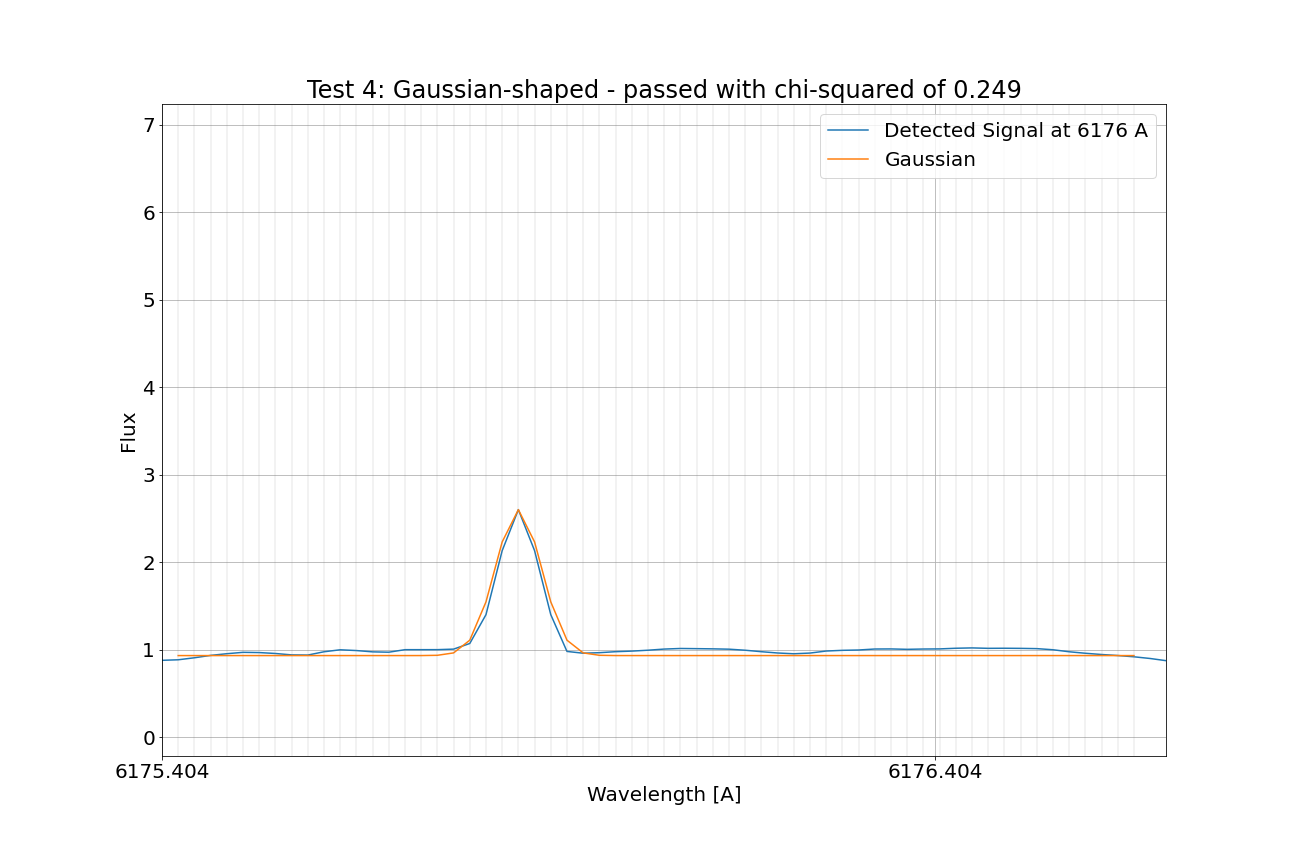 Test 4: Gaussian-shaped - passed with chi-squared of 0.249
Detected Signal at 6176 A
Gaussian
7
6
5
4
3
2
1
0
Flux
6175.404
6176.404
Wavelength [A]